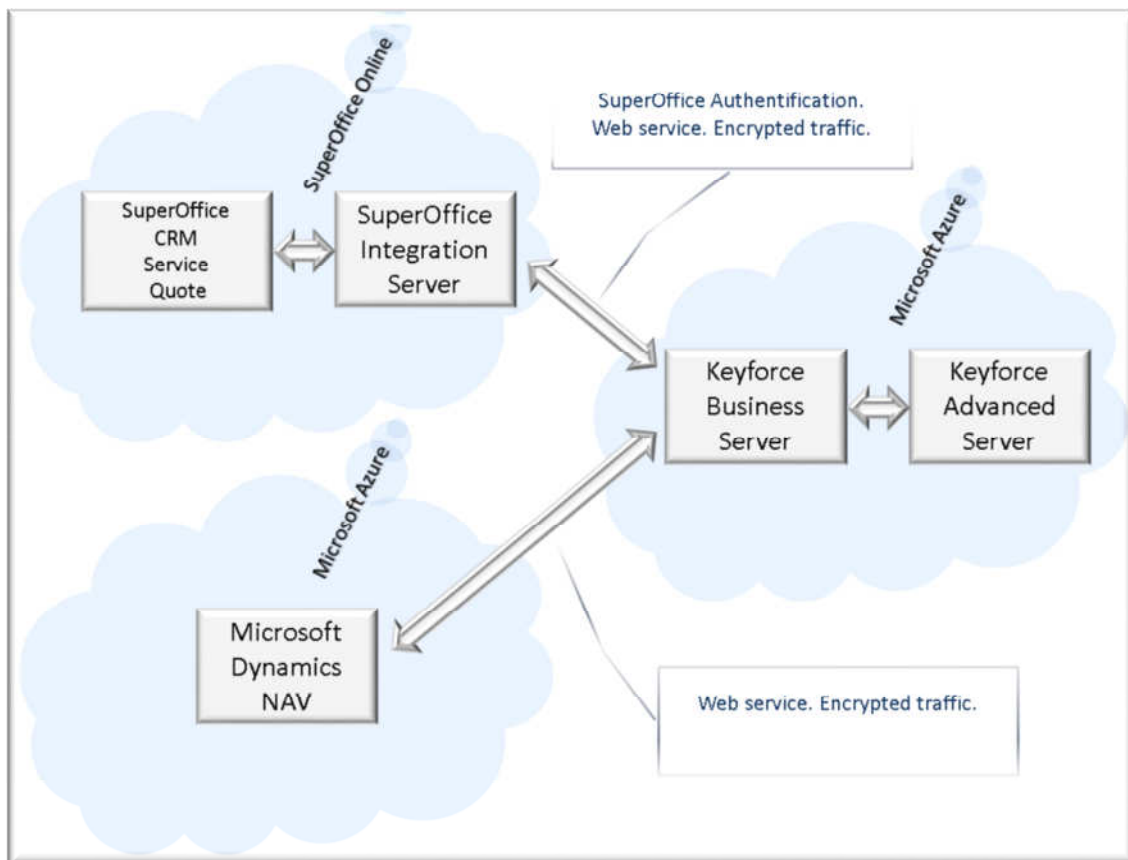 SuperOffice Online
SuperOffice Authentification.
Web service. Encrypted traffic.
SuperOffice
CRM
Service
Quote
SuperOffice
Integration
Server
Microsoft Azure
Keyforce
Business
Server
Keyforce
Advanced
Server
Microsoft Azure
Microsoft
Dynamics
NAV
Web service. Encrypted traffic.